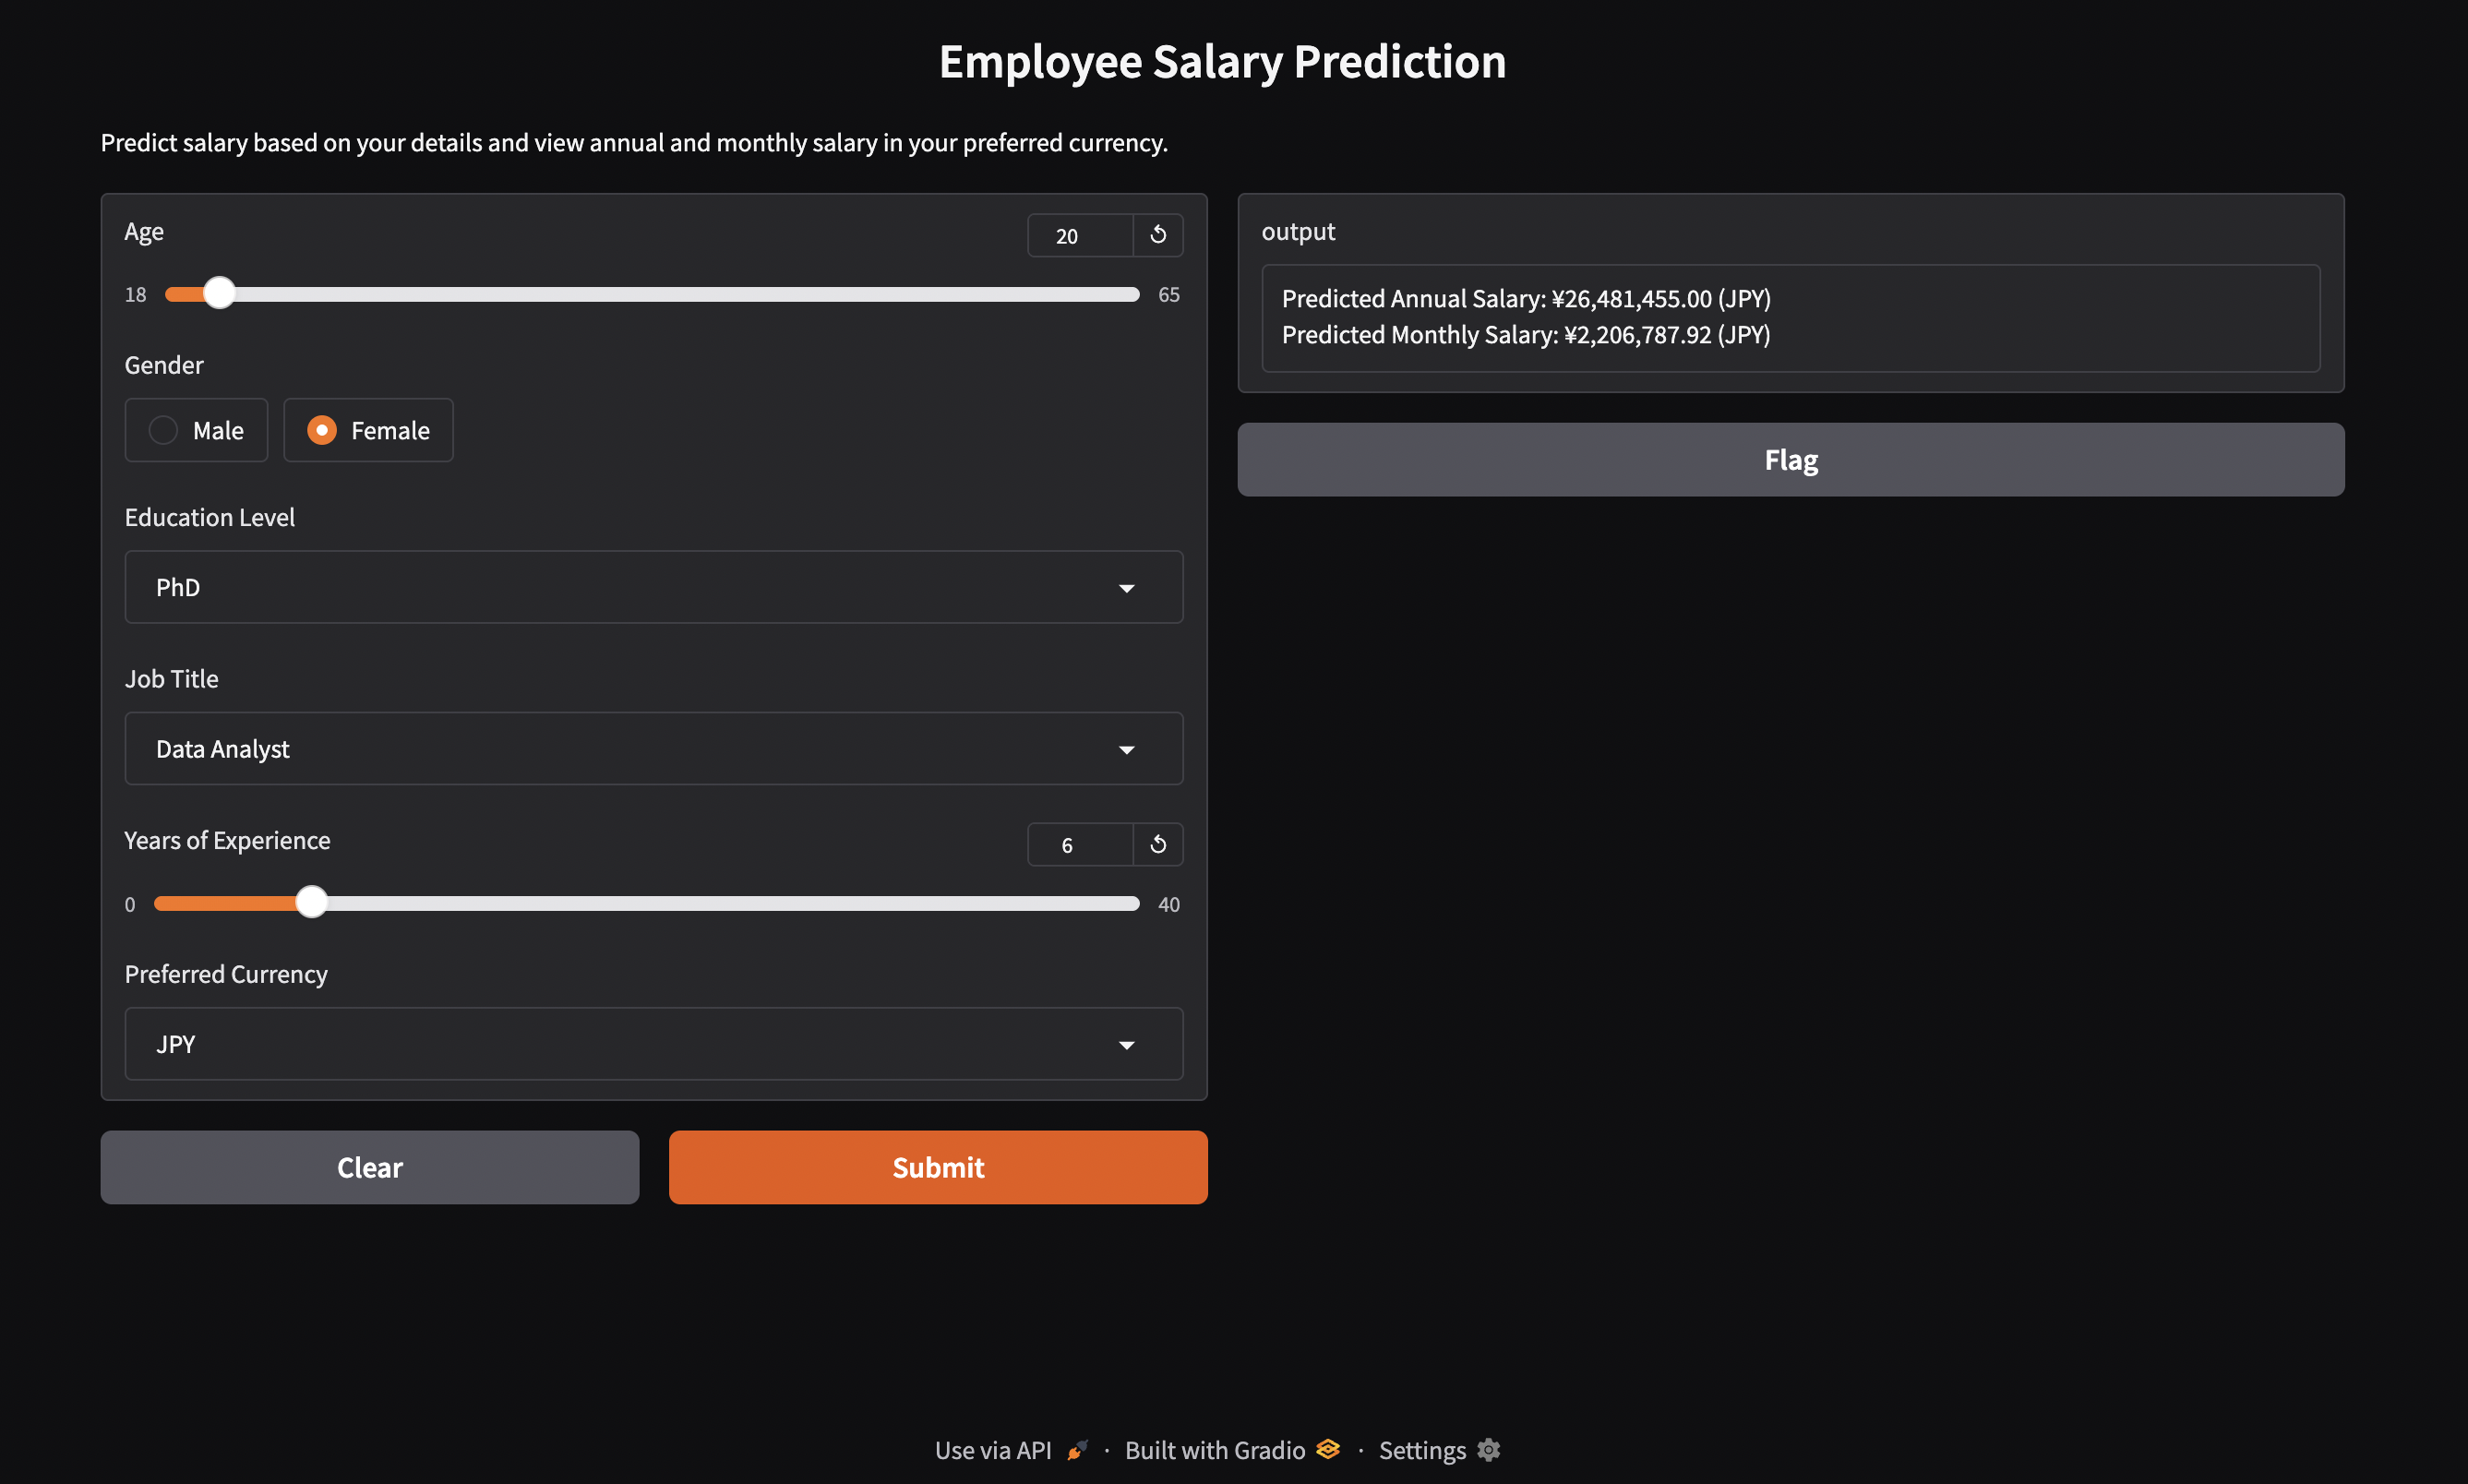 Employee Salary Prediction
Predict salary based on your details and view annual and monthly salary in your preferred currency.
Age
20
18
65
Gender
Male
Female
Education Level
PhD
Job Title
Data Analyst
Years of Experience
6
0
40
Preferred Currency
JPY
Clear
Submit
output
Predicted Annual Salary: ¥26,481,455.00 (JPY)
Predicted Monthly Salary: ¥2,206,787.92 (JPY)
Flag
Use via API · Built with Gradio · Settings